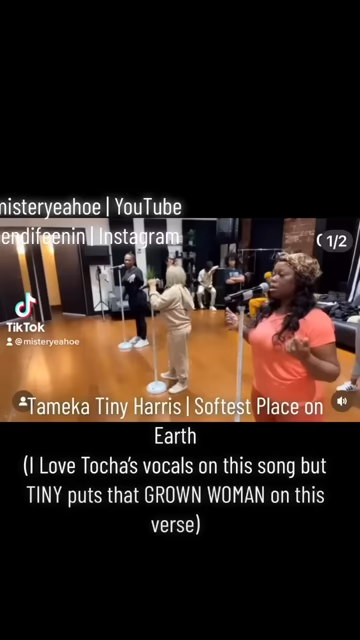 misteryeahoe | YouTube
endifeenin | Instagram
1/2
TikTok
@misteryeahoe
Tameka Tiny Harris | Softest Place on
Earth
(I Love Tocha's vocals on this song but
TINY puts that GROWN WOMAN on this
verse)